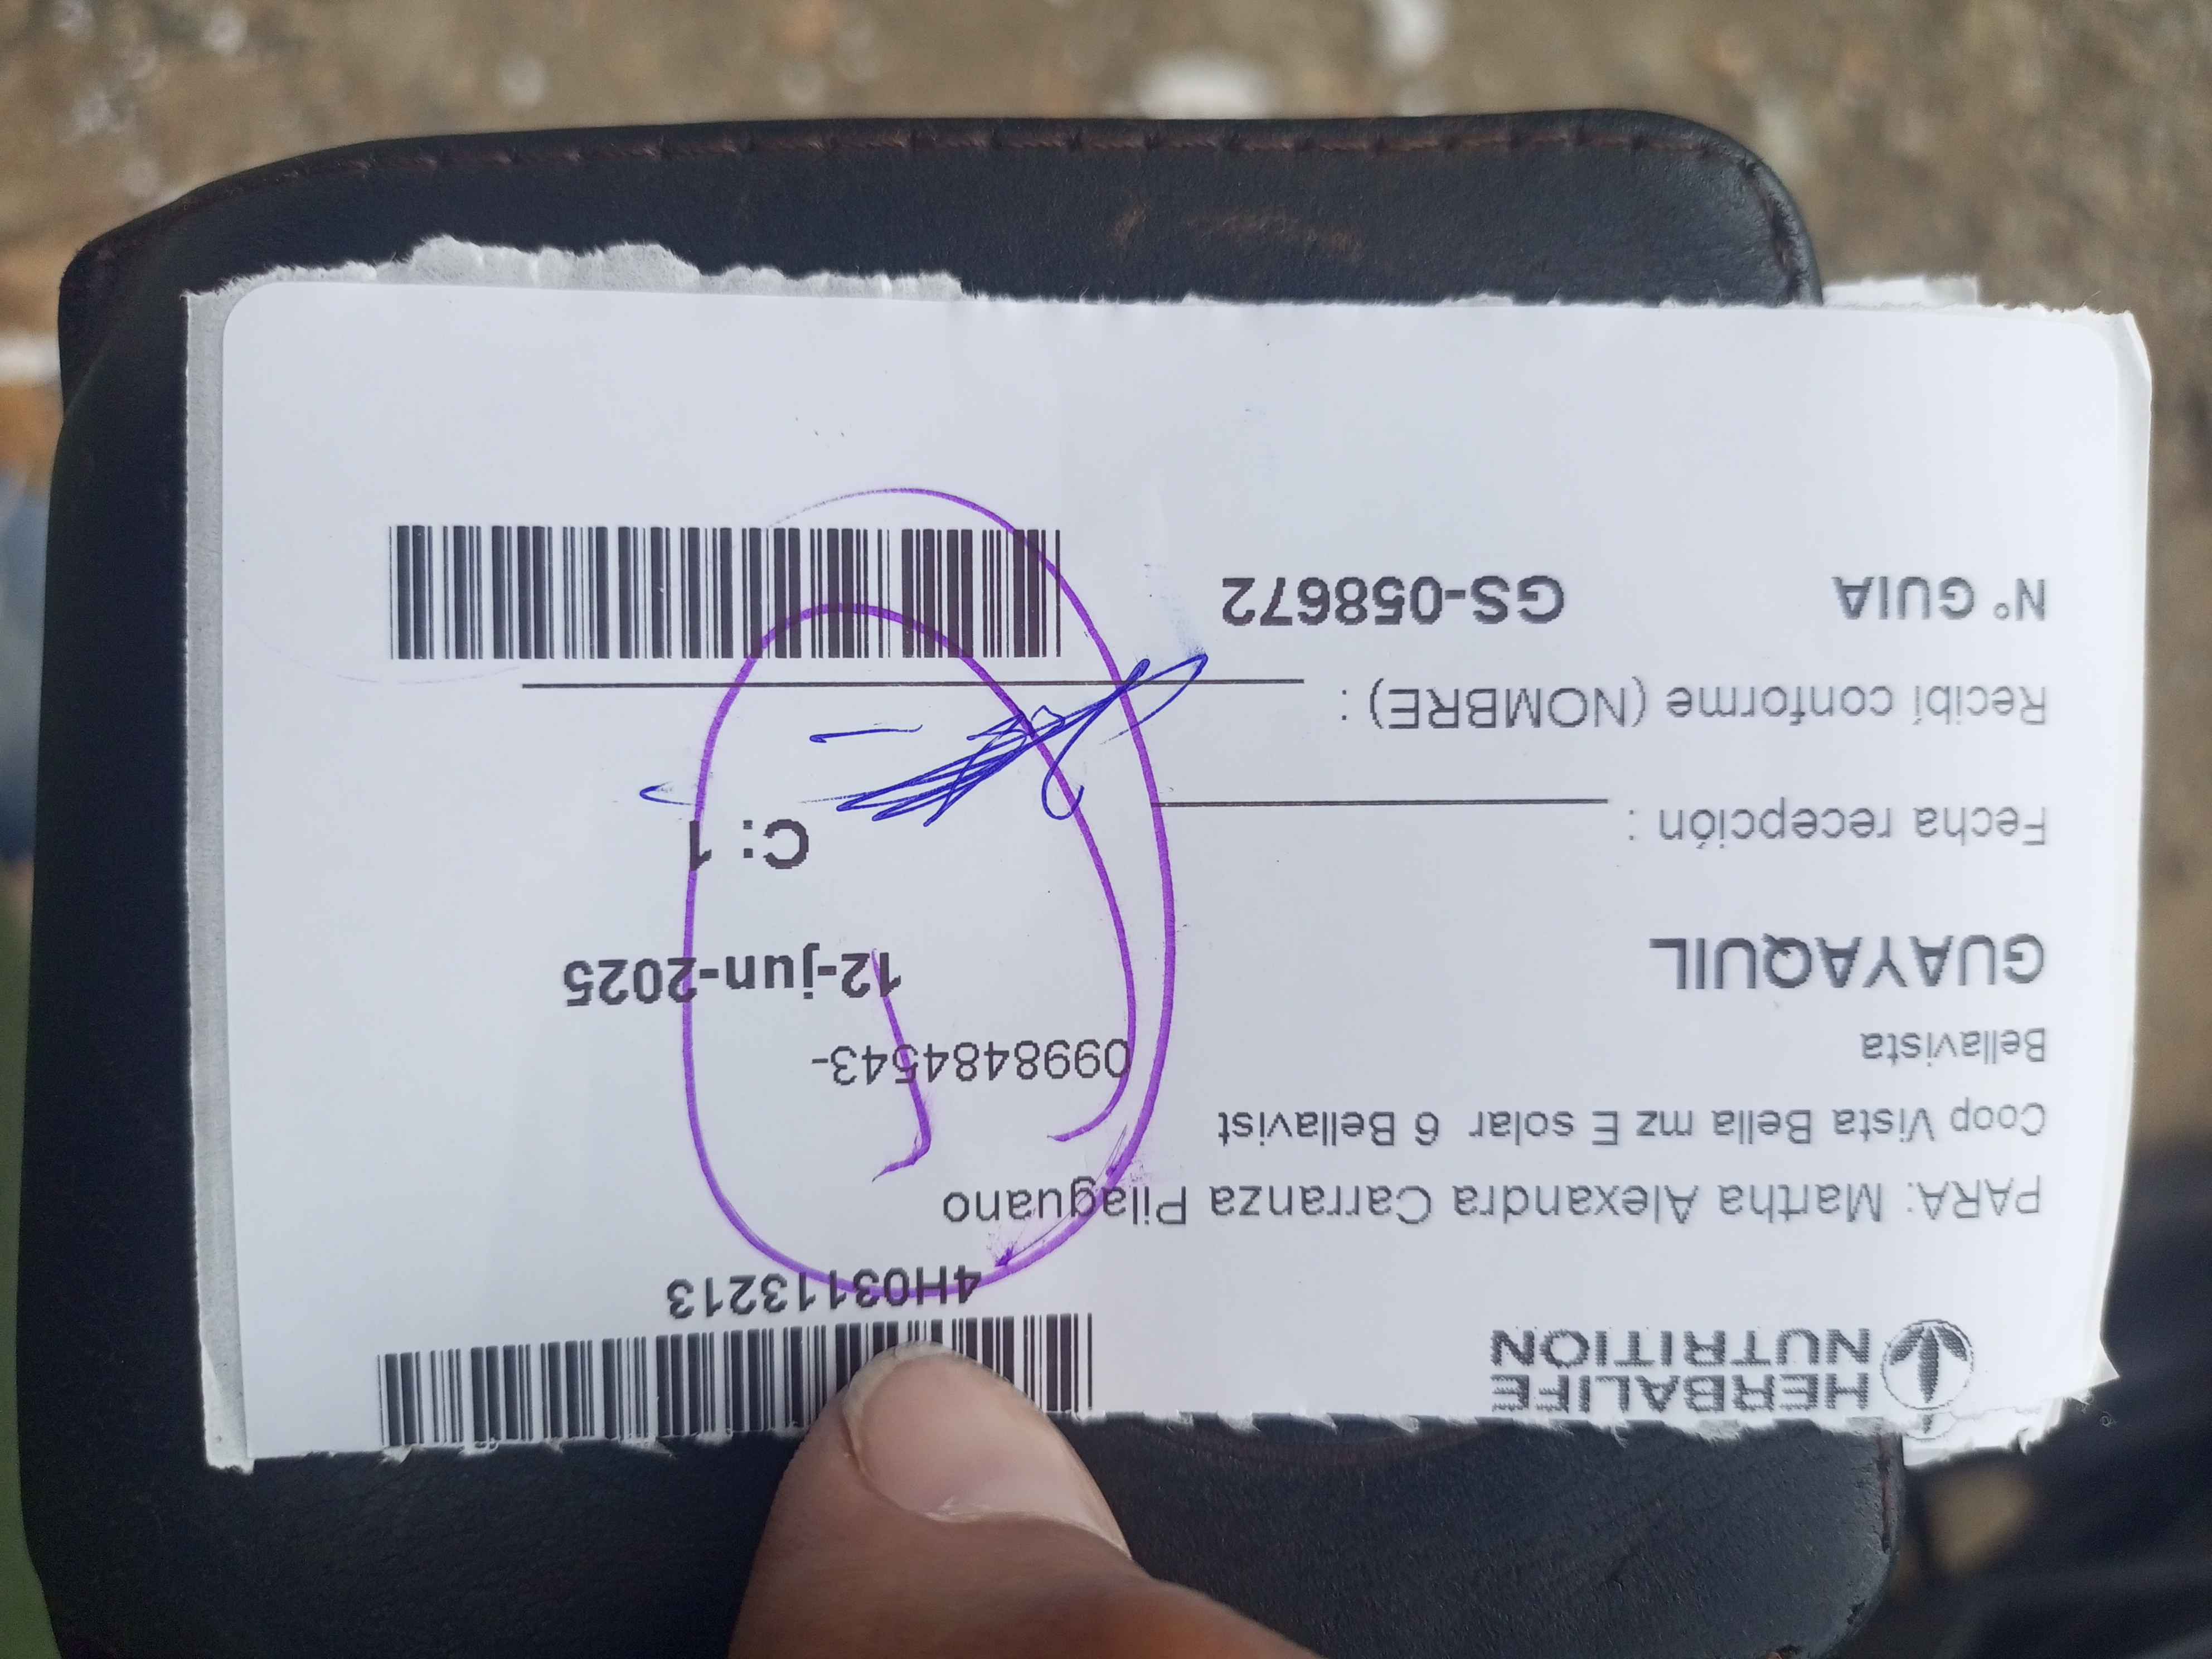 HERBALIFE
NUTRITION
4H03113213
PARA: Martha Alexandra Carranza Pilaguano
Coop Vista Bella mz E solar 6 Bellavist
Bellavista
0998484543-
GUAYAQUIL
12-jun-2025
C: 1
Fecha recepción :
Recibí conforme (NOMBRE) :
N° GUIA GS-058672